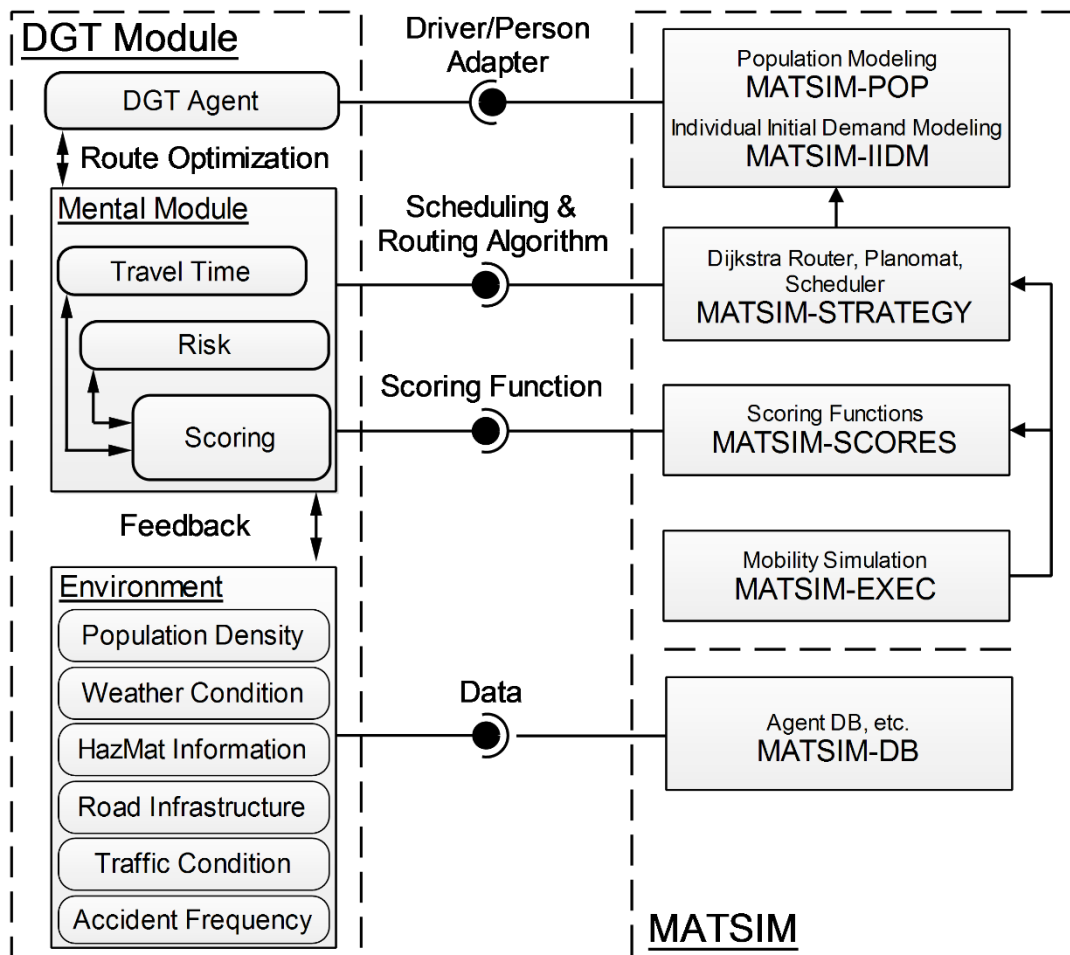 DGT Module
DGT Agent
Route Optimization
Mental Module
Travel Time
Risk
Scoring
Feedback
Environment
Population Density
Weather Condition
HazMat Information
Road Infrastructure
Traffic Condition
Accident Frequency
Driver/Person
Adapter
Scheduling &
Routing Algorithm
Scoring Function
Data
Population Modeling
MATSIM-POP
Individual Initial Demand Modeling
MATSIM-IIDM
Dijkstra Router, Planomat,
Scheduler
MATSIM-STRATEGY
Scoring Functions
MATSIM-SCORES
Mobility Simulation
MATSIM-EXEC
Agent DB, etc.
MATSIM-DB
MATSIM